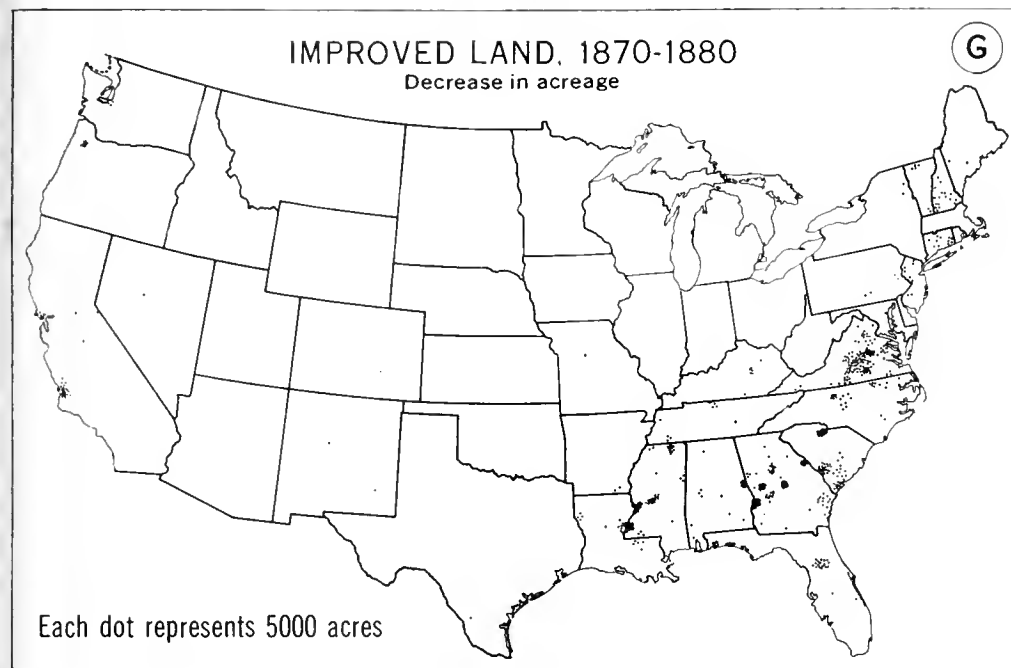 IMPROVED LAND, 1870-1880
Decrease in acreage
G
Each dot represents 5000 acres